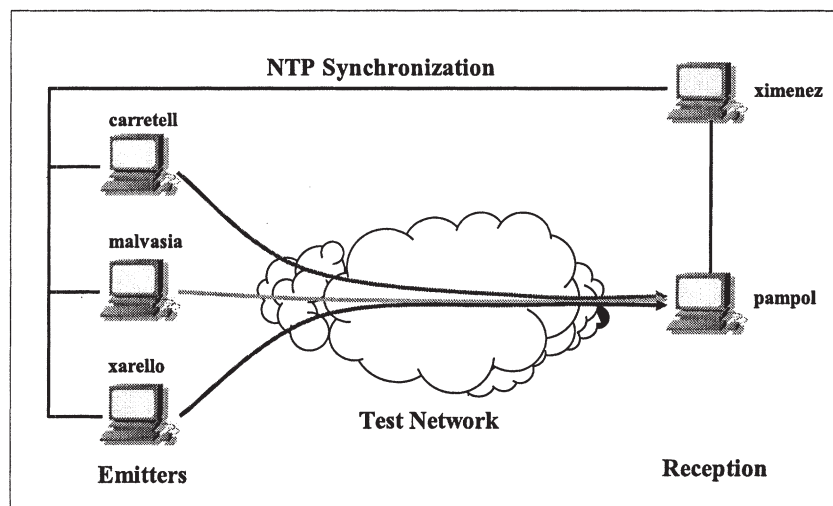 NTP Synchronization
ximenez
carretell
malvasia
pampol
xarello
Test Network
Emitters
Reception